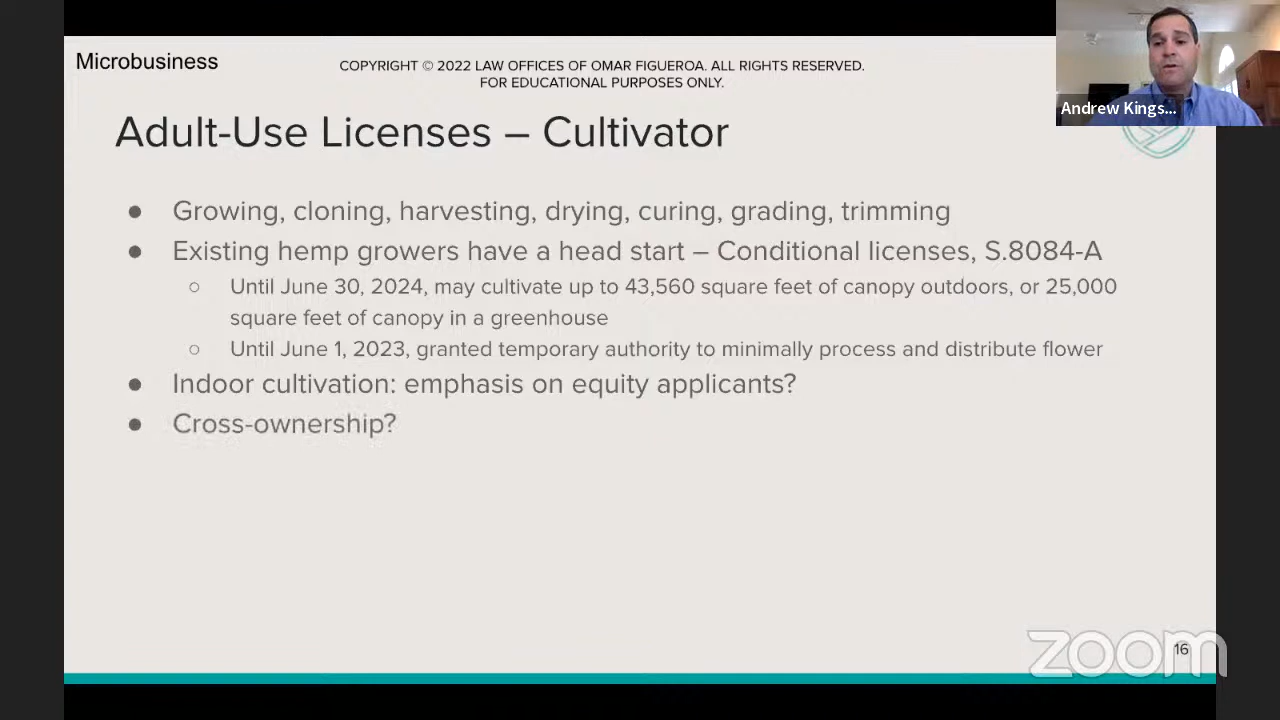 Microbusiness
COPYRIGHT © 2022 LAW OFFICES OF OMAR FIGUEROA. ALL RIGHTS RESERVED.
FOR EDUCATIONAL PURPOSES ONLY.
Andrew Kings...
Adult-Use Licenses – Cultivator
● Growing, cloning, harvesting, drying, curing, grading, trimming
● Existing hemp growers have a head start – Conditional licenses, S.8084-A
○ Until June 30, 2024, may cultivate up to 43,560 square feet of canopy outdoors, or 25,000
square feet of canopy in a greenhouse
○ Until June 1, 2023, granted temporary authority to minimally process and distribute flower
● Indoor cultivation: emphasis on equity applicants?
● Cross-ownership?
zoom
16